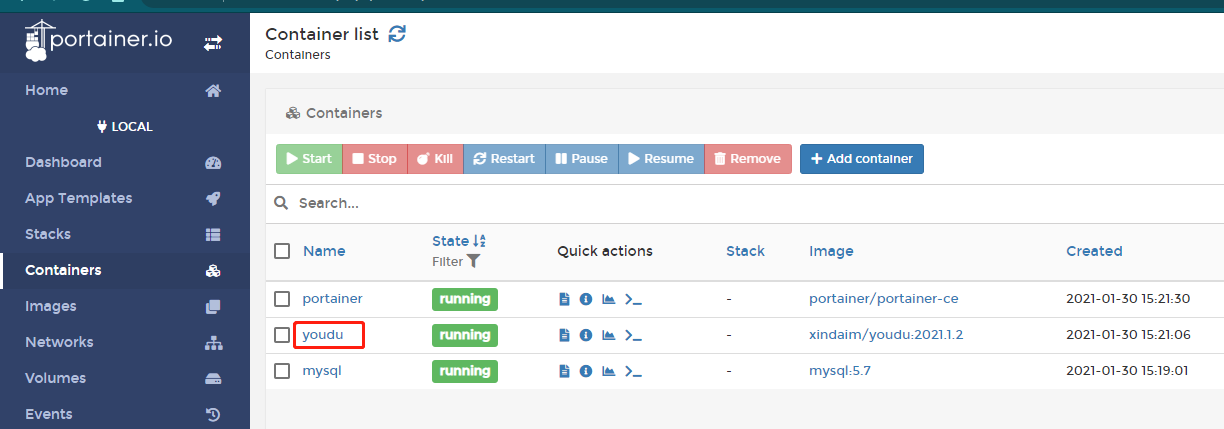 portainer.io
Container list
Containers
Home
LOCAL
Dashboard
App Templates
Stacks
Containers
Images
Networks
Volumes
Events
Containers
Start Stop Kill Restart Pause Resume Remove Add container
Search...
Name State Filter Quick actions Stack Image Created
portainer running - portainer/portainer-ce 2021-01-30 15:21:30
youdu running - xindaim/youdu:2021.1.2 2021-01-30 15:21:06
mysql running - mysql:5.7 2021-01-30 15:19:01